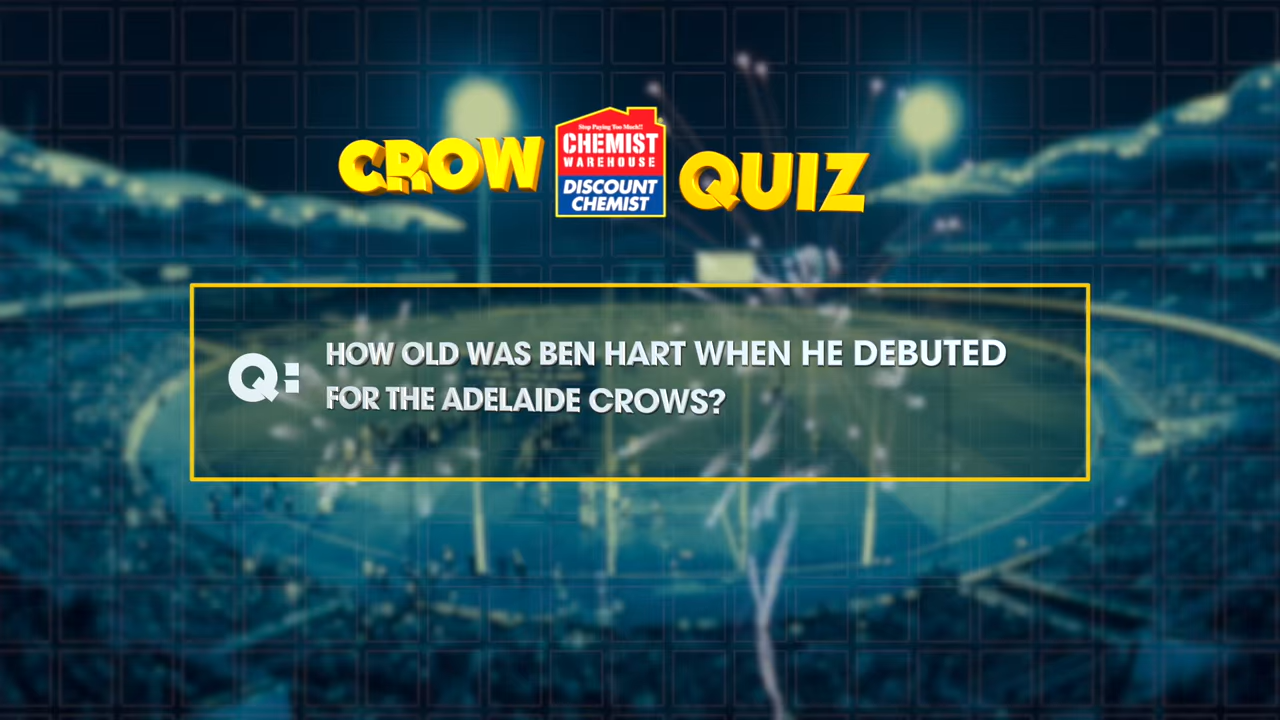 CROW
Stop Paying Too Much!!
CHEMIST
WAREHOUSE
DISCOUNT
CHEMIST
QUIZ
Q: HOW OLD WAS BEN HART WHEN HE DEBUTED
FOR THE ADELAIDE CROWS?